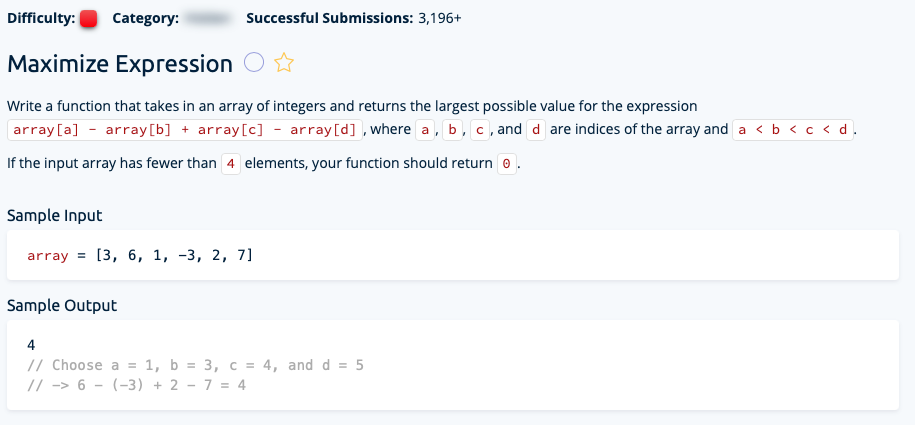 Difficulty: Category: Successful Submissions: 3,196+
Maximize Expression
Write a function that takes in an array of integers and returns the largest possible value for the expression
array[a] - array[b] + array[c] - array[d], where a, b, c, and d are indices of the array and a < b < c < d.
If the input array has fewer than 4 elements, your function should return 0.
Sample Input
array = [3, 6, 1, -3, 2, 7]
Sample Output
4
// Choose a = 1, b = 3, c = 4, and d = 5
// -> 6 - (-3) + 2 - 7 = 4